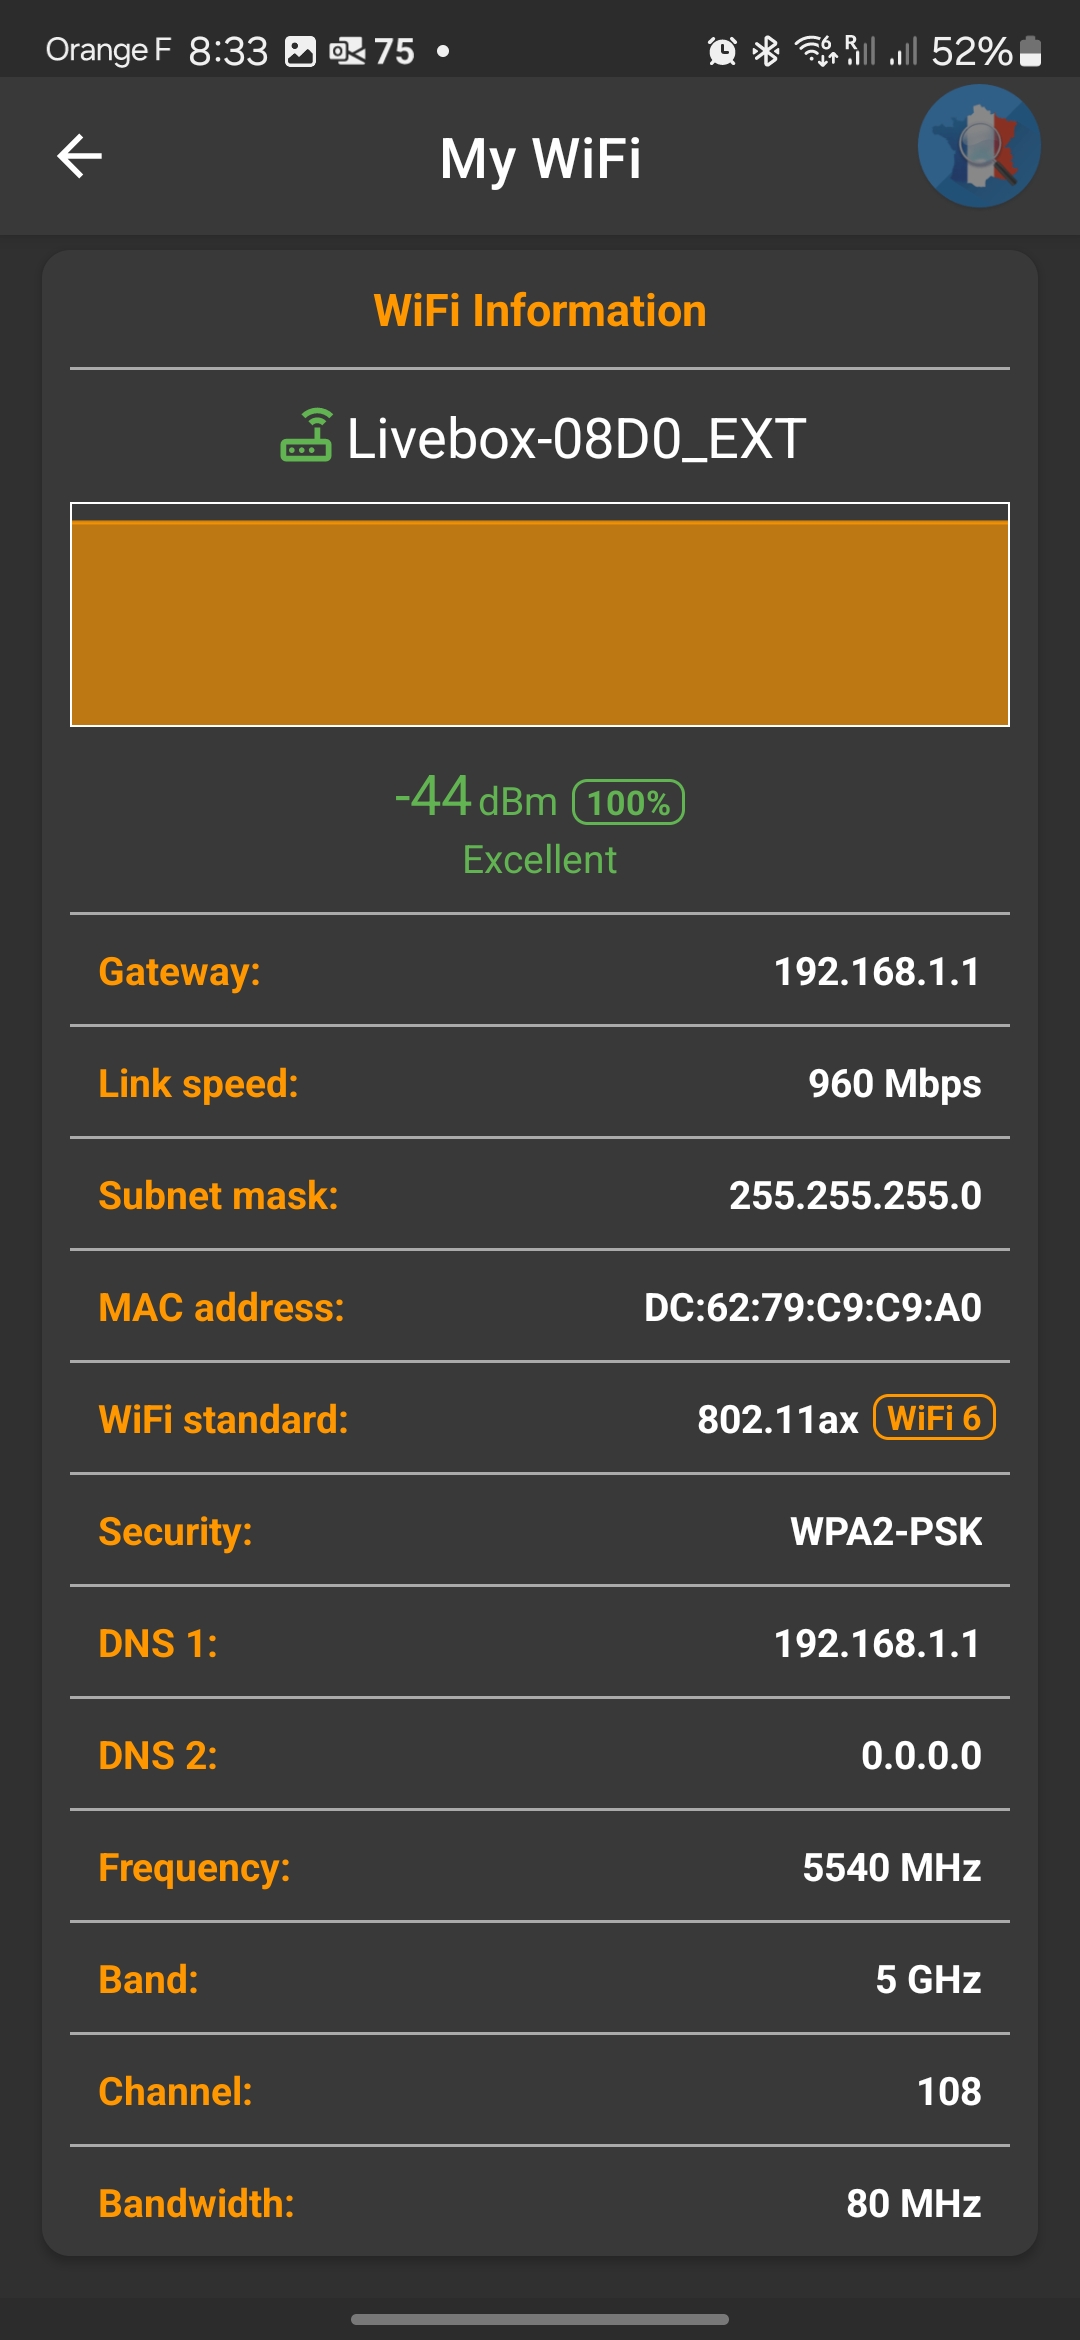 Orange F 8:33 75 52%
My WiFi
WiFi Information
Livebox-08D0_EXT
-44 dBm 100%
Excellent
Gateway: 192.168.1.1
Link speed: 960 Mbps
Subnet mask: 255.255.255.0
MAC address: DC:62:79:C9:C9:A0
WiFi standard: 802.11ax WiFi 6
Security: WPA2-PSK
DNS 1: 192.168.1.1
DNS 2: 0.0.0.0
Frequency: 5540 MHz
Band: 5 GHz
Channel: 108
Bandwidth: 80 MHz